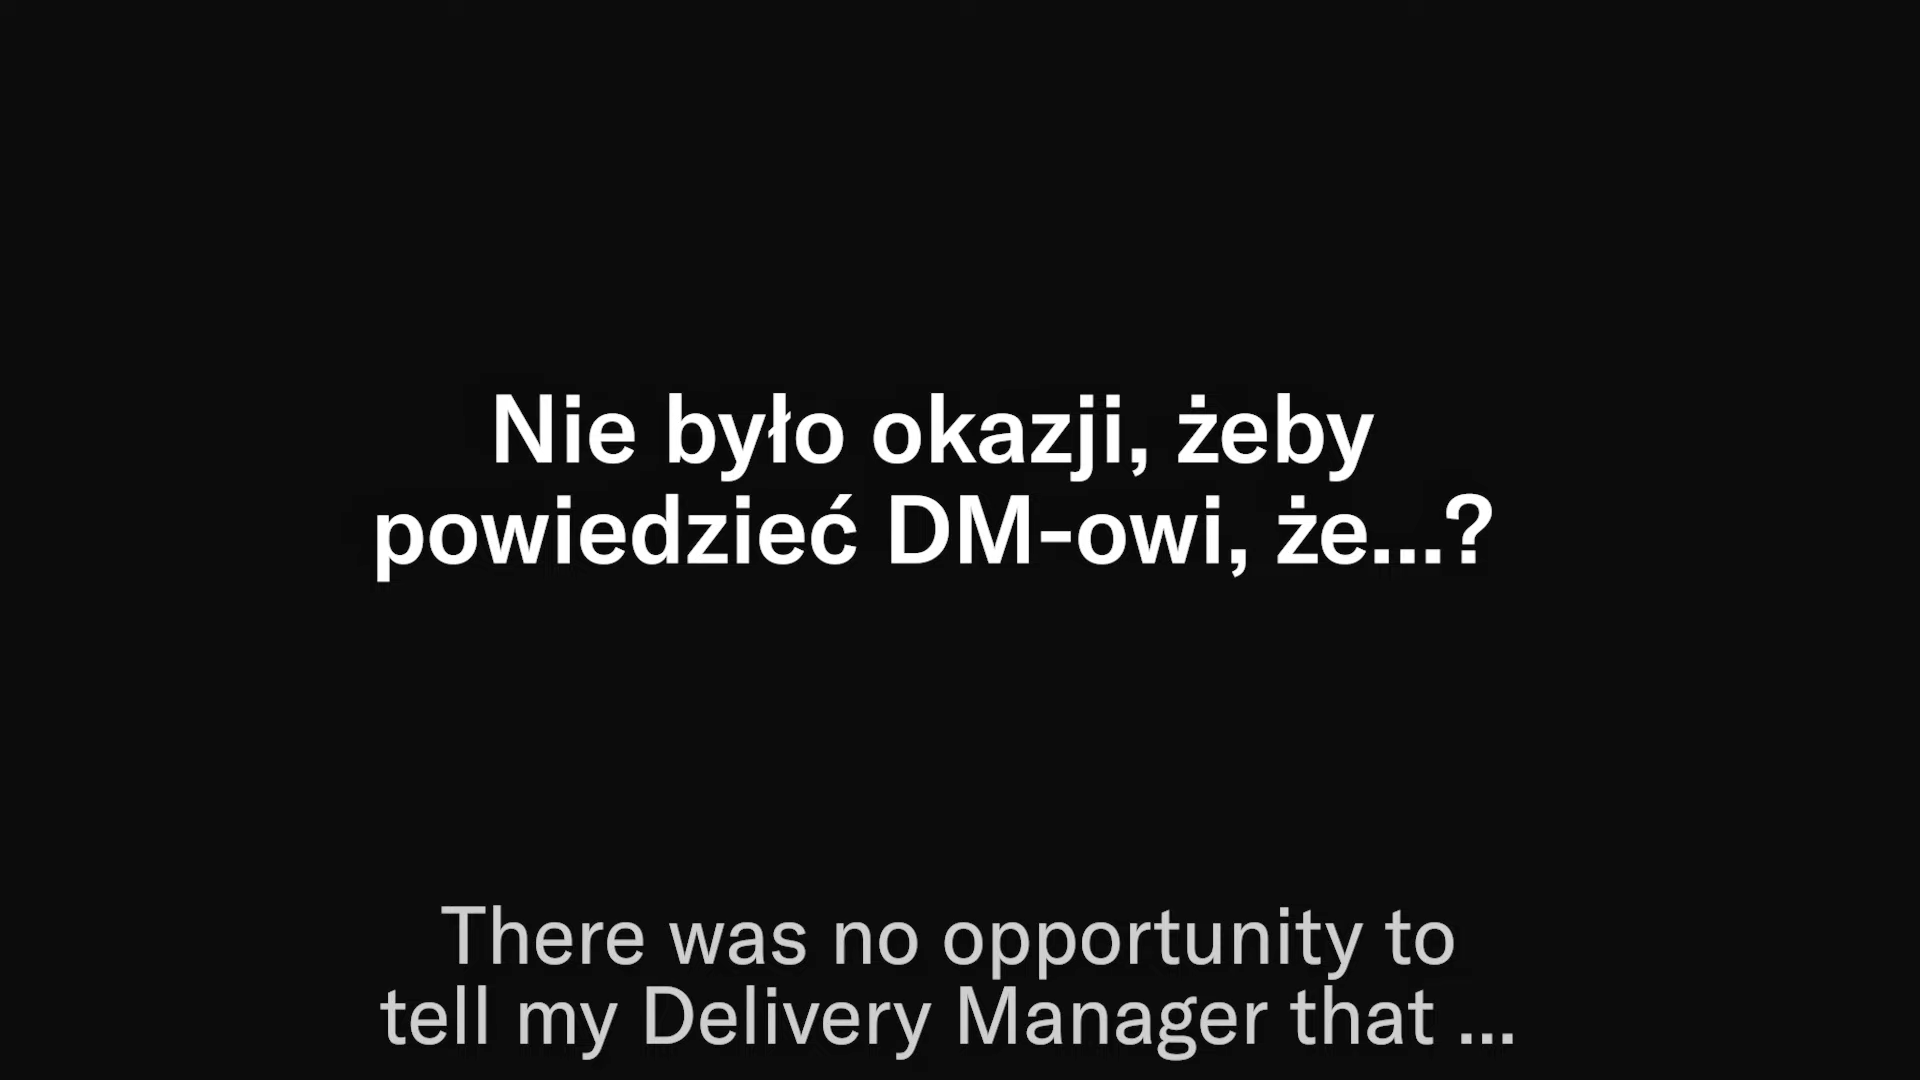 Nie było okazji, żeby
powiedzieć DM-owi, że...?
There was no opportunity to
tell my Delivery Manager that ...